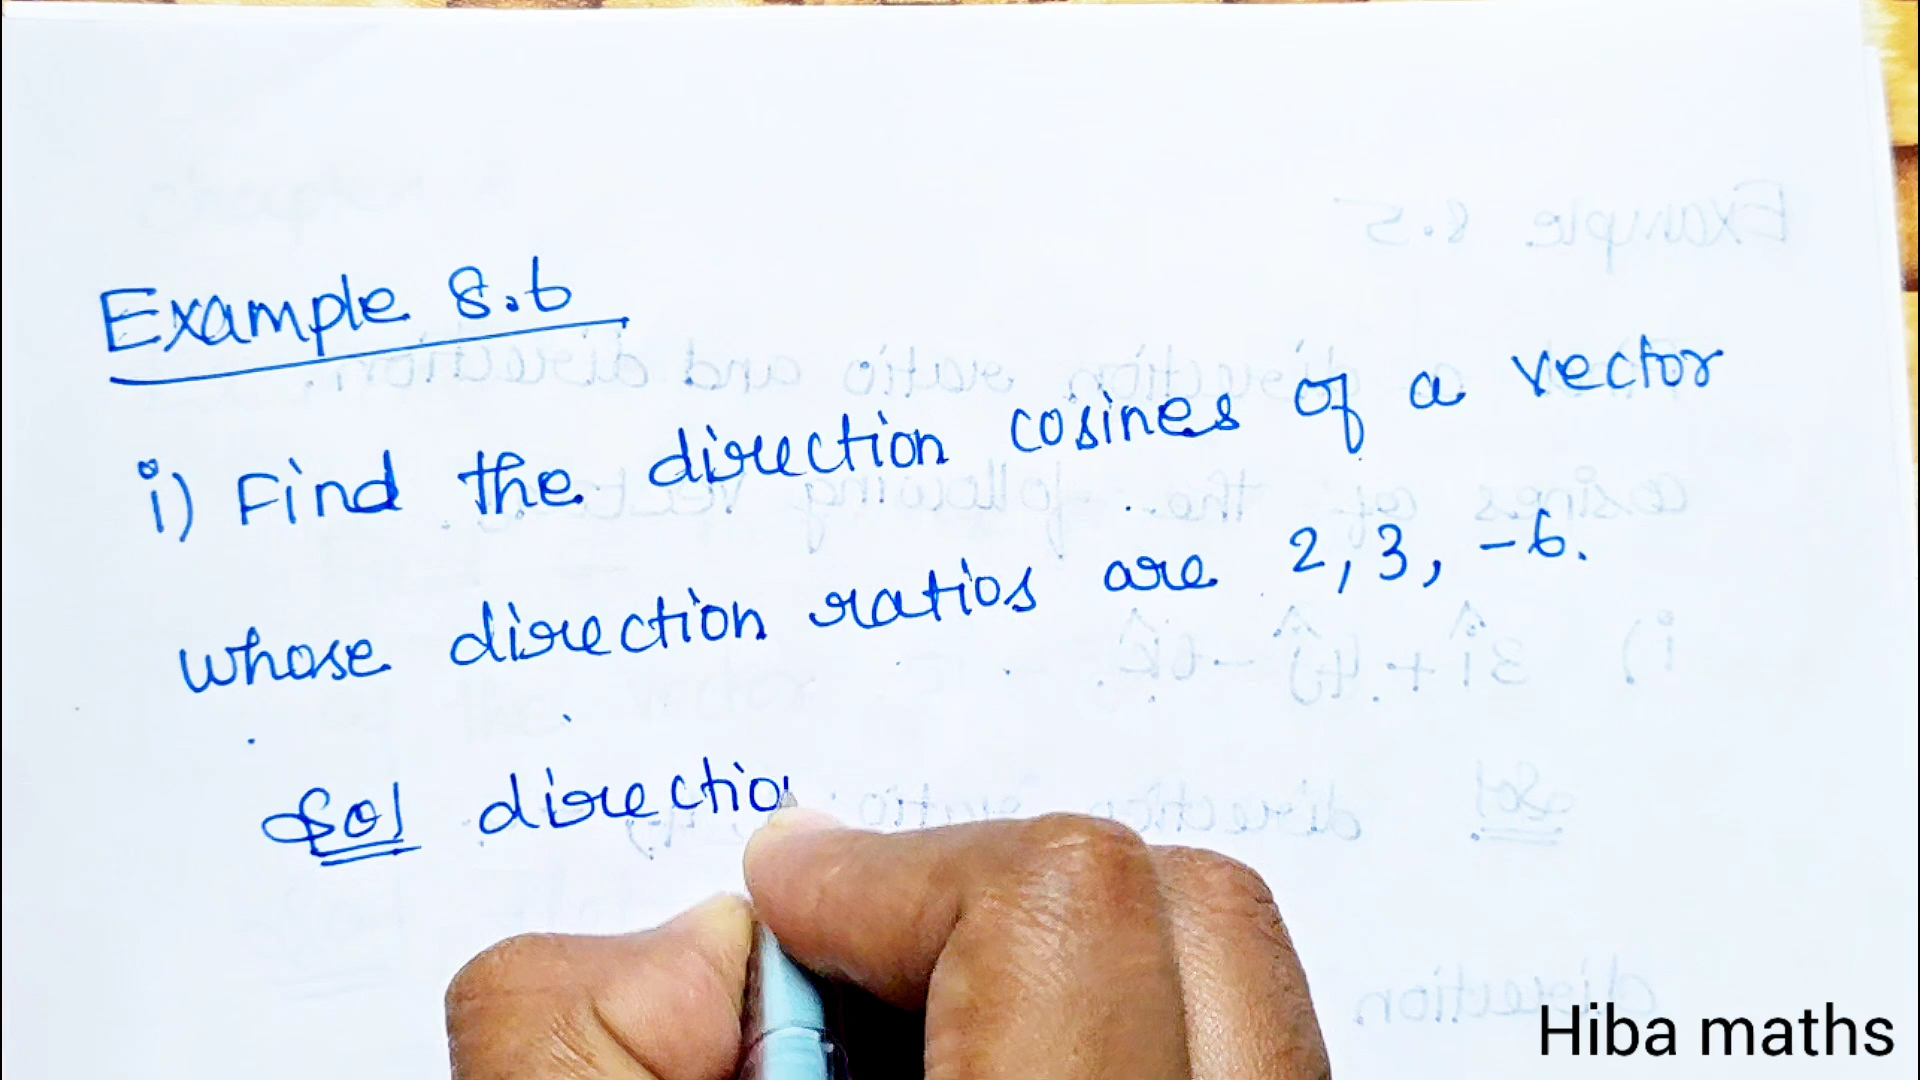 Example 8.6
i) Find the direction cosines of a vector
whose direction ratios are 2, 3, -6.
Sol directio
Hiba maths